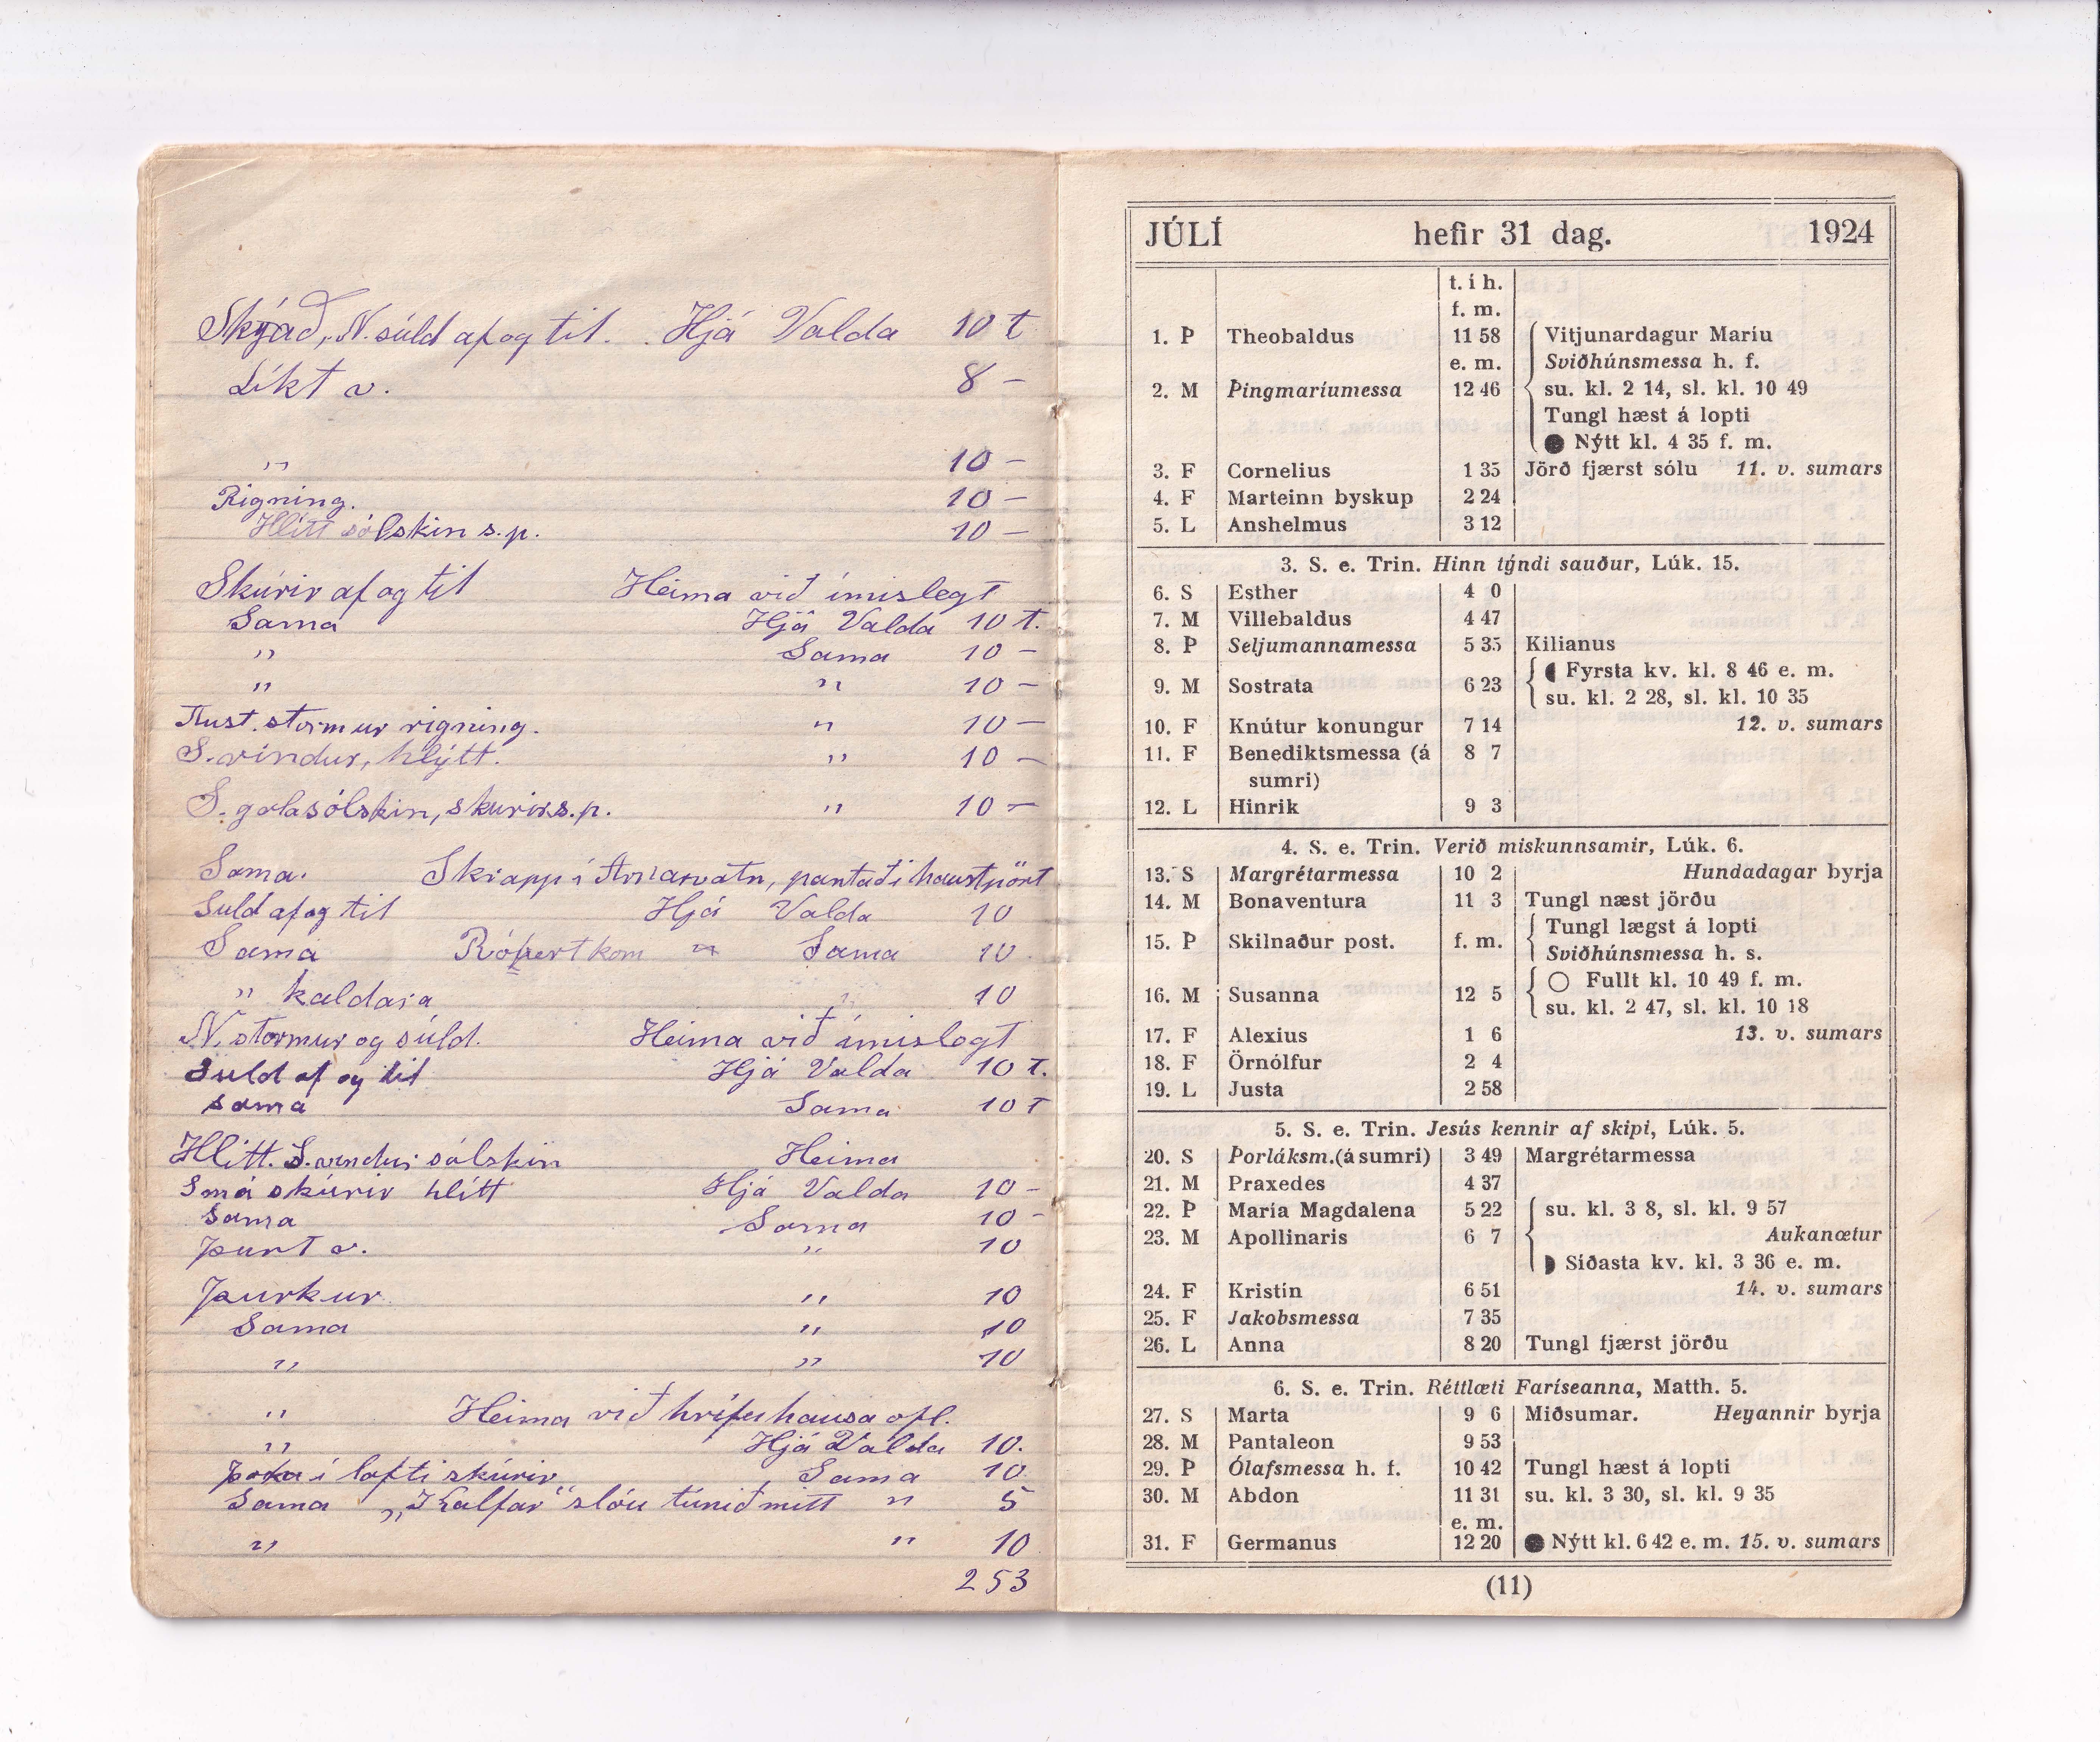 Skýjað, N. súld af og til. Hjá Valda 10 t
Líkt v. 8 –
" 10 –
Rigning. 10 –
Hlítt sólskin s.p. 10 –
Skúrir af og til Heima við ímislegt
Sama Hjá Valda 10 t.
" Sama 10 –
" " 10 –
Aust. stormur rigning. " 10 –
S. vindur, hlýtt. " 10 –
S. gola sólskin, skurir s.p. " 10 –
Sama. Skrapp í Arnarvatn, pantaði haustpönt
Suld af og til Hjá Valda 10
Sama Róbert kom " Sama 10
" kaldara " 10
N. stormur og súld. Heima við ímislegt
Suld af og til Hjá Valda 10 t.
Sama Sama 10 T
Hlitt. S. vindur sólskin Heima
Smá skúrir hlítt Hjá Valda 10 –
Sama Sama 10 –
Þurt v. " 10
Þurkur " 10
Sama " 10
" " 10
" Heima við hrífuhausa ofl.
" Hjá Valda 10.
Þoka í lofti skúrir Sama 10
Sama „Kalfar“ slóu túnið mitt " 5
" " 10
253
JÚLÍ hefir 31 dag. 1924
t. í h.
f. m.
1. Þ Theobaldus 11 58 Vitjunardagur Maríu
e. m. Sviðhúnsmessa h. f.
2. M Þingmaríumessa 12 46 su. kl. 2 14, sl. kl. 10 49
Tungl hæst á lopti
● Nýtt kl. 4 35 f. m.
3. F Cornelius 1 35 Jörð fjærst sólu 11. v. sumars
4. F Marteinn byskup 2 24
5. L Anshelmus 3 12
3. S. e. Trin. Hinn týndi sauður, Lúk. 15.
6. S Esther 4 0
7. M Villebaldus 4 47
8. Þ Seljumannamessa 5 35 Kilianus
9. M Sostrata 6 23 Fyrsta kv. kl. 8 46 e. m.
su. kl. 2 28, sl. kl. 10 35
10. F Knútur konungur 7 14 12. v. sumars
11. F Benediktsmessa (á 8 7
sumri)
12. L Hinrik 9 3
4. S. e. Trin. Verið miskunnsamir, Lúk. 6.
13. S Margrétarmessa 10 2 Hundadagar byrja
14. M Bonaventura 11 3 Tungl næst jörðu
15. Þ Skilnaður post. f. m. Tungl lægst á lopti
Sviðhúnsmessa h. s.
16. M Susanna 12 5 ○ Fullt kl. 10 49 f. m.
su. kl. 2 47, sl. kl. 10 18
17. F Alexius 1 6 13. v. sumars
18. F Örnólfur 2 4
19. L Justa 2 58
5. S. e. Trin. Jesús kennir af skipi, Lúk. 5.
20. S Þorláksm.(á sumri) 3 49 Margrétarmessa
21. M Praxedes 4 37
22. Þ María Magdalena 5 22 su. kl. 3 8, sl. kl. 9 57
23. M Apollinaris 6 7 Aukanætur
Síðasta kv. kl. 3 36 e. m.
24. F Kristín 6 51 14. v. sumars
25. F Jakobsmessa 7 35
26. L Anna 8 20 Tungl fjærst jörðu
6. S. e. Trin. Réttlæti Faríseanna, Matth. 5.
27. S Marta 9 6 Miðsumar. Heyannir byrja
28. M Pantaleon 9 53
29. Þ Ólafsmessa h. f. 10 42 Tungl hæst á lopti
30. M Abdon 11 31 su. kl. 3 30, sl. kl. 9 35
e. m.
31. F Germanus 12 20 ● Nýtt kl. 6 42 e. m. 15. v. sumars
(11)